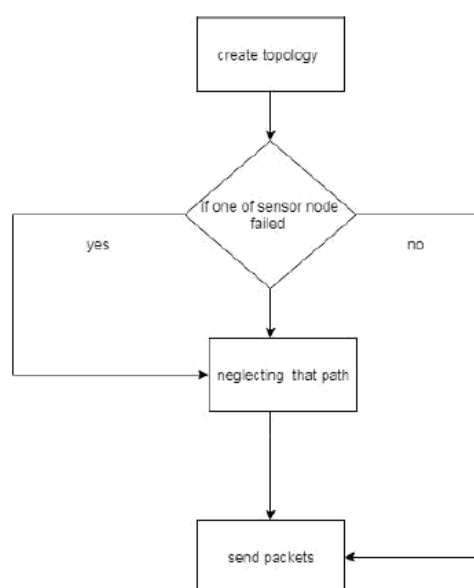 create topology
if one of sensor node
failed
yes
no
neglecting that path
send packets